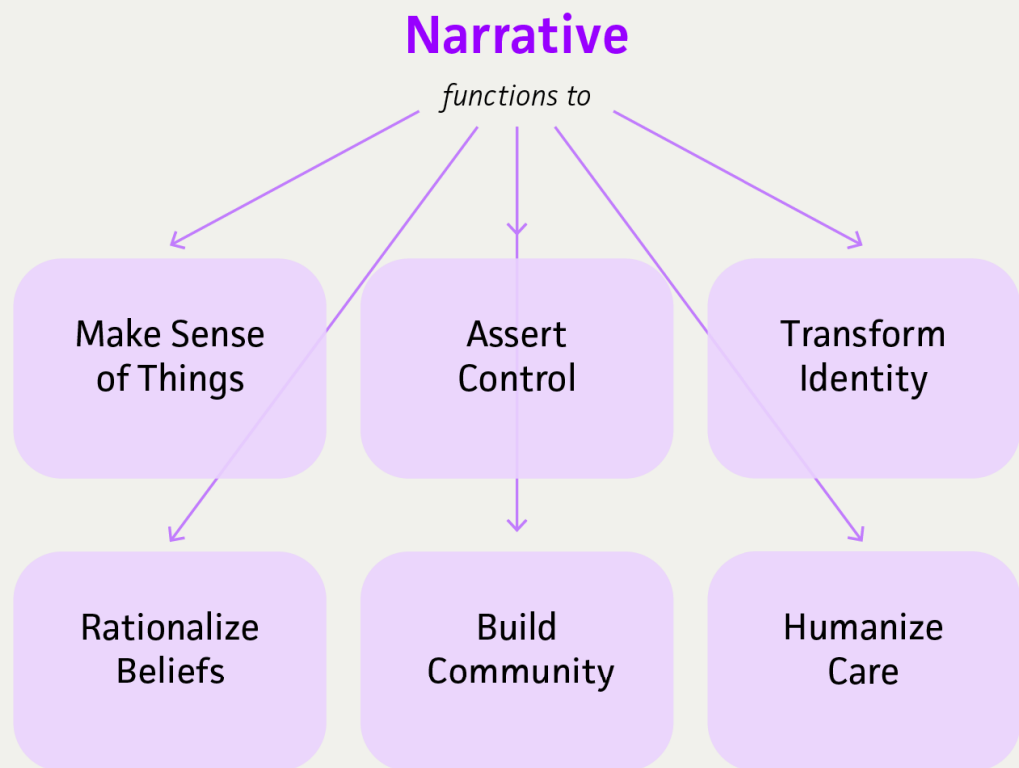 Narrative
functions to
Make Sense
of Things
Assert
Control
Transform
Identity
Rationalize
Beliefs
Build
Community
Humanize
Care